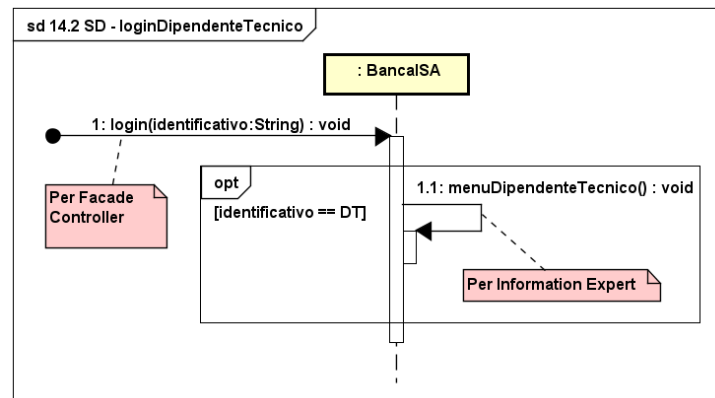 sd 14.2 SD - loginDipendenteTecnico
: BancaISA
1: login(identificativo:String) : void
Per Facade
Controller
opt
[identificativo == DT]
1.1: menuDipendenteTecnico() : void
Per Information Expert